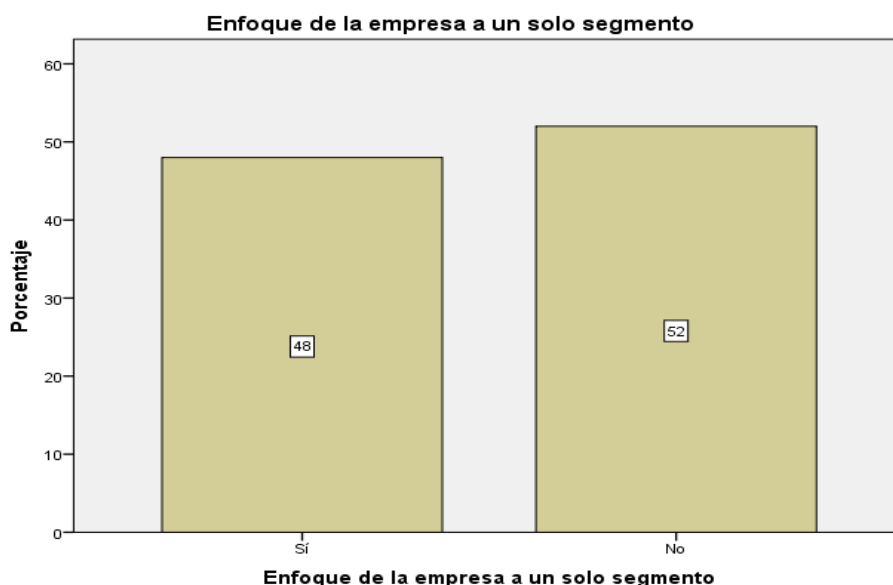 Enfoque de la empresa a un solo segmento
Porcentaje
60
50
40
30
20
10
0
48
52
Sí
No
Enfoque de la empresa a un solo segmento